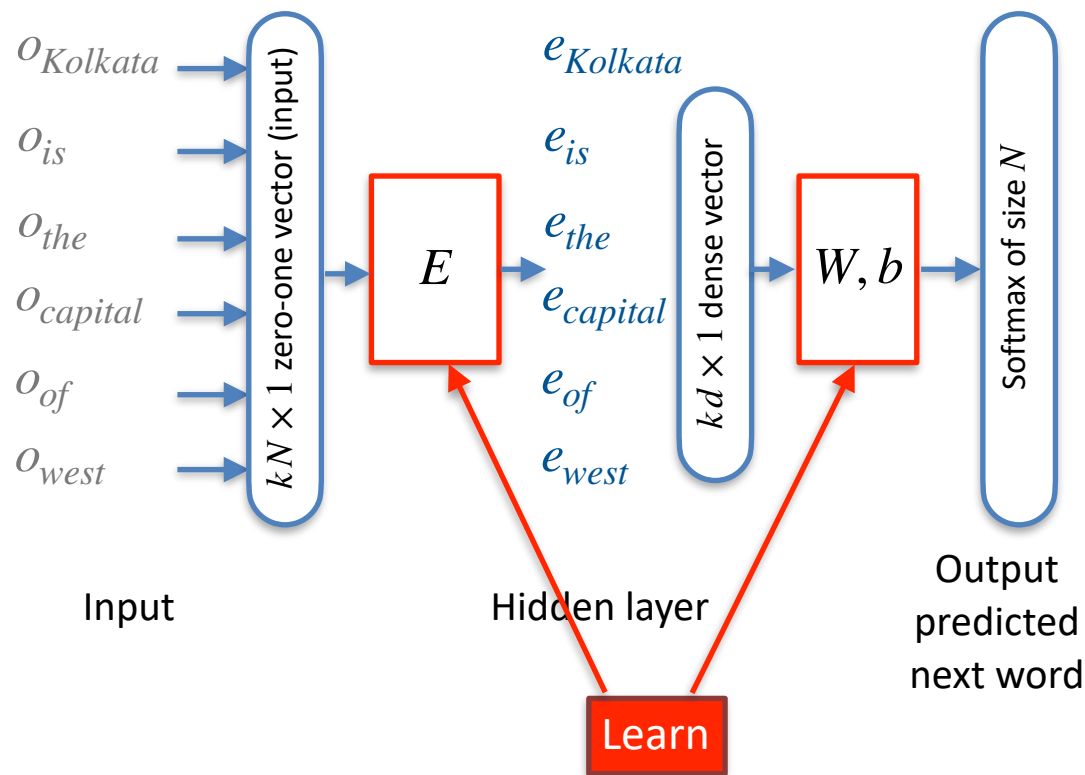 o_Kolkata
o_is
o_the
o_capital
o_of
o_west
kN × 1 zero-one vector (input)
E
e_Kolkata
e_is
e_the
e_capital
e_of
e_west
kd × 1 dense vector
W, b
Softmax of size N
Input
Hidden layer
Output
predicted
next word
Learn